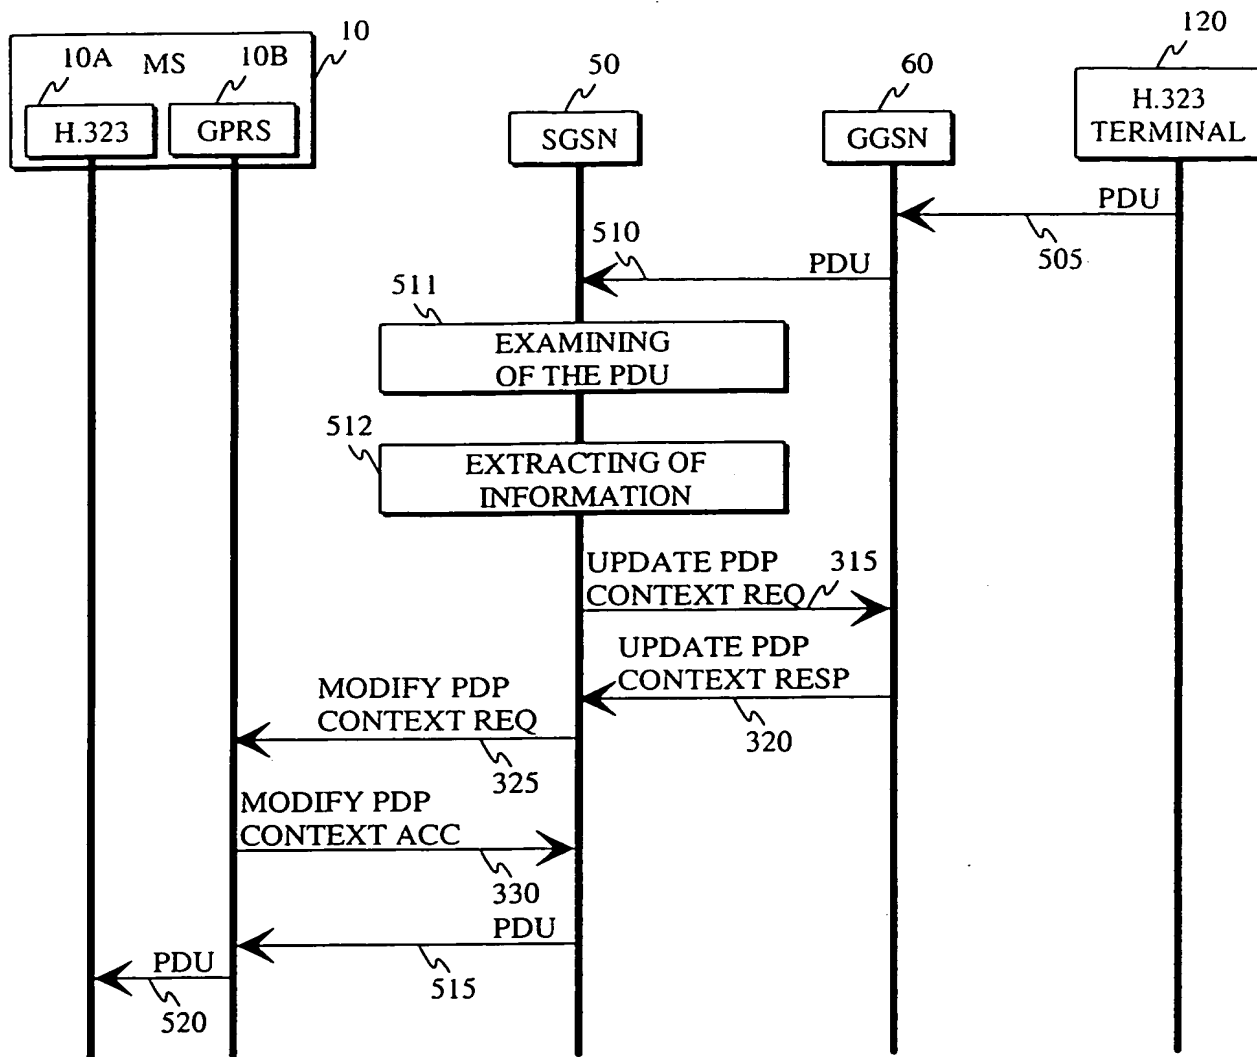 10
10A MS 10B
H.323 GPRS
50
SGSN
60
GGSN
120
H.323
TERMINAL
PDU
505
510 PDU
511
EXAMINING
OF THE PDU
512
EXTRACTING OF
INFORMATION
UPDATE PDP 315
CONTEXT REQ
UPDATE PDP
CONTEXT RESP
320
MODIFY PDP
CONTEXT REQ
325
MODIFY PDP
CONTEXT ACC
330
PDU
515
PDU
520